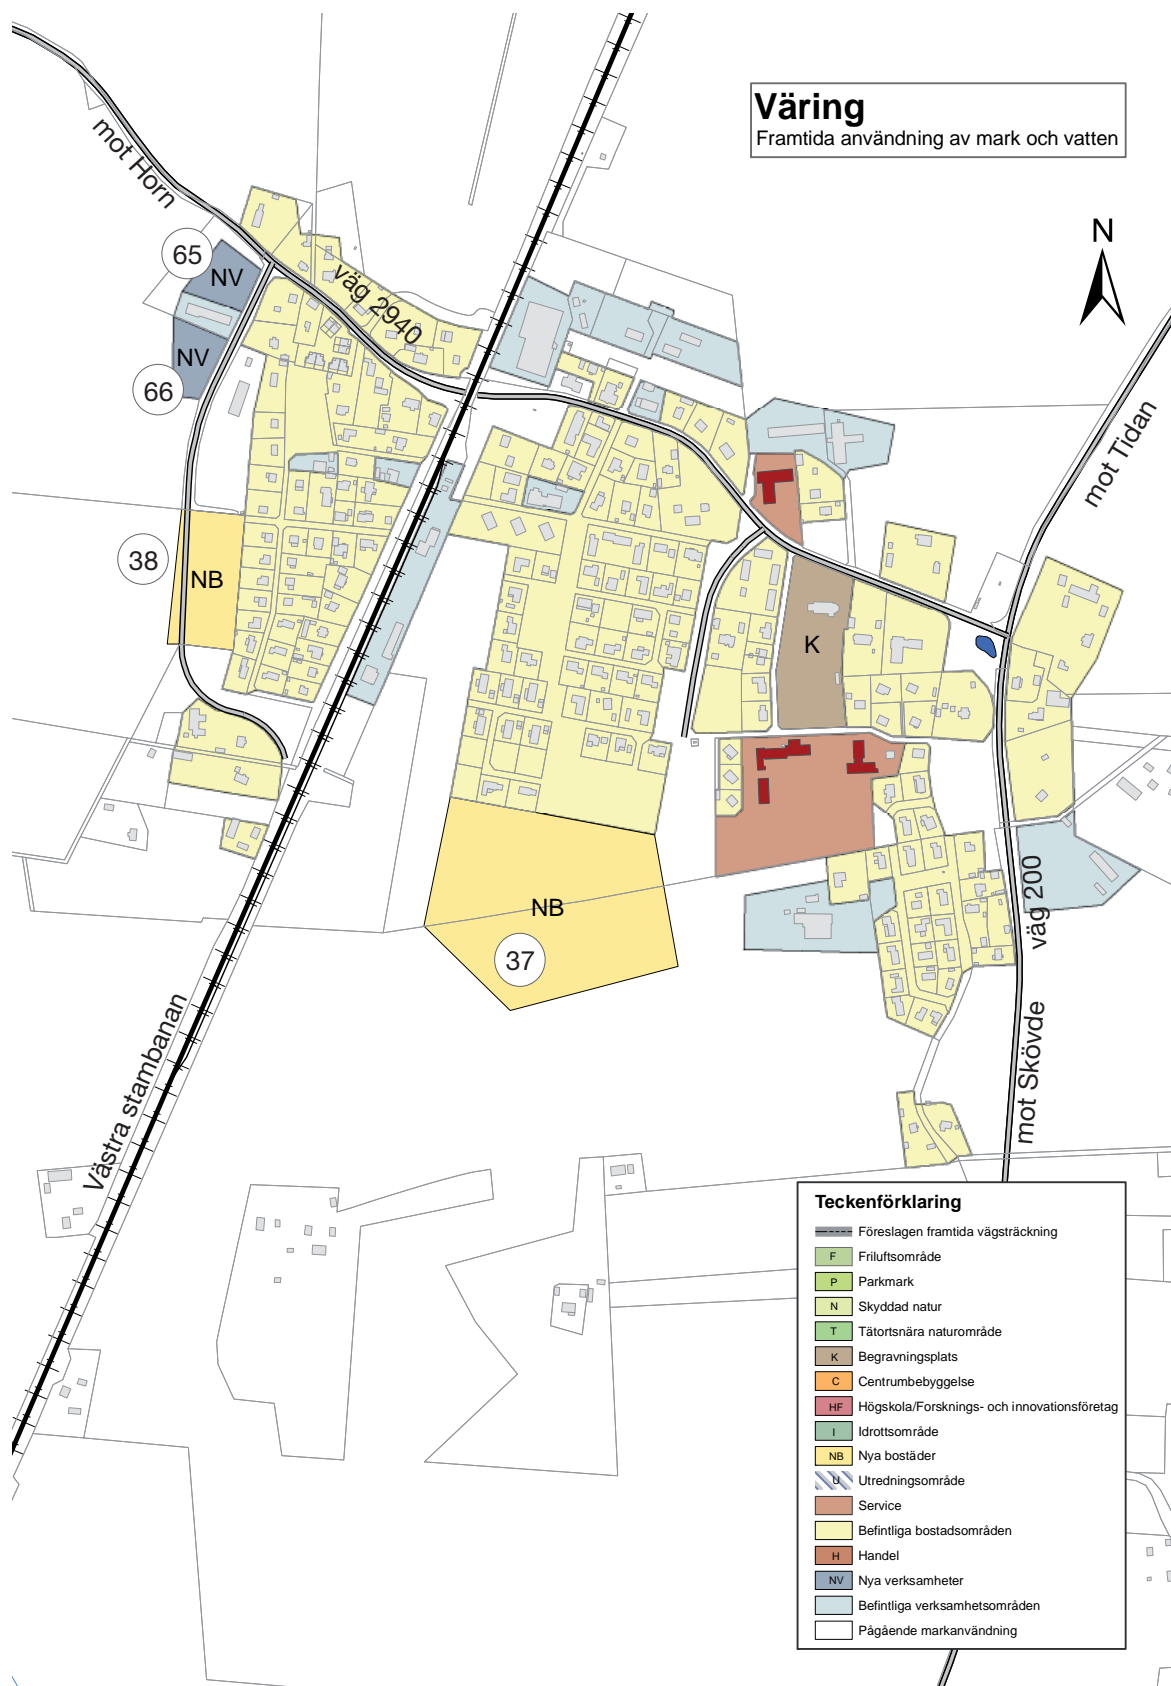 Väring
Framtida användning av mark och vatten
N
mot Horn
65
NV
väg 2940
NV
66
mot Tidan
38
NB
K
NB
37
väg 200
mot Skövde
Västra stambanan
Teckenförklaring
Föreslagen framtida vägsträckning
F Friluftsområde
P Parkmark
N Skyddad natur
T Tätortsnära naturområde
K Begravningsplats
C Centrumbebyggelse
HF Högskola/Forsknings- och innovationsföretag
I Idrottsområde
NB Nya bostäder
U Utredningsområde
Service
Befintliga bostadsområden
H Handel
NV Nya verksamheter
Befintliga verksamhetsområden
Pågående markanvändning